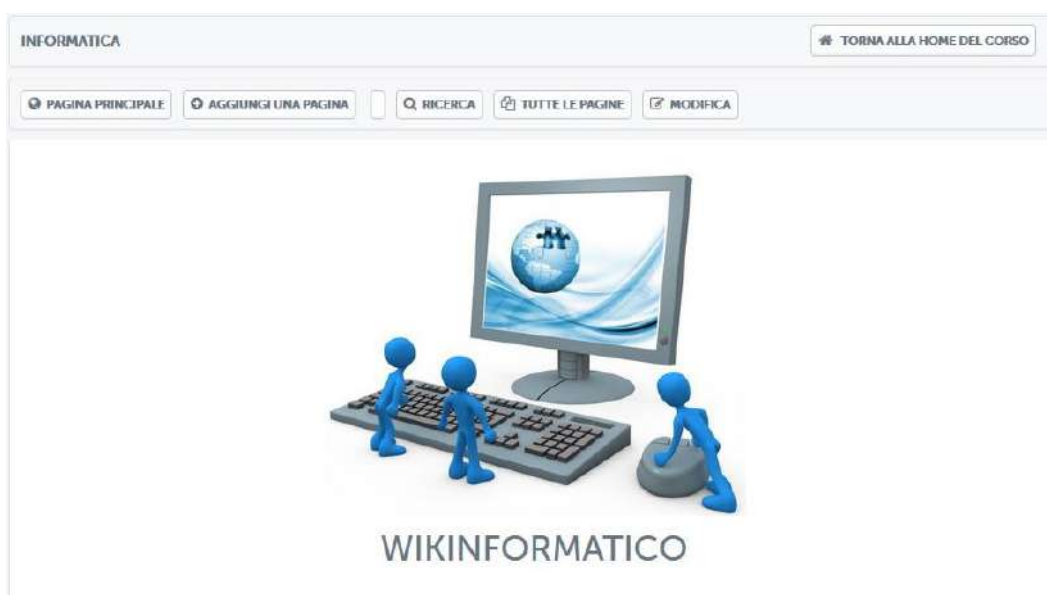 INFORMATICA
TORNA ALLA HOME DEL CORSO
PAGINA PRINCIPALE AGGIUNGI UNA PAGINA RICERCA TUTTE LE PAGINE MODIFICA
WIKINFORMATICO